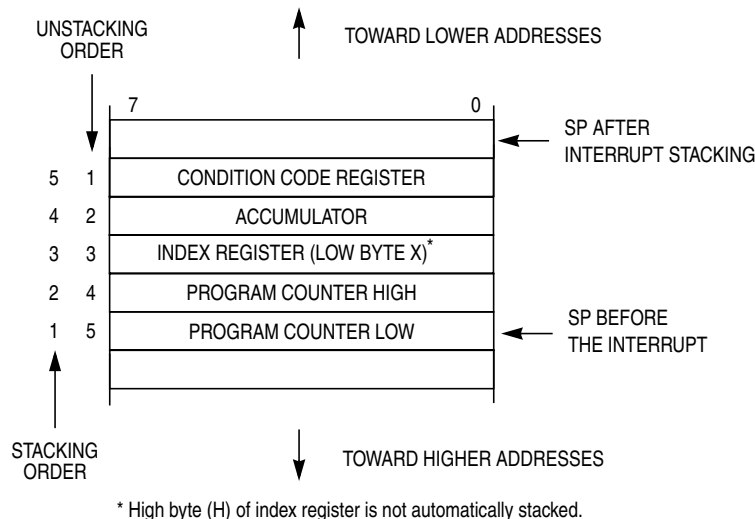 UNSTACKING
ORDER
TOWARD LOWER ADDRESSES
7 0
SP AFTER
INTERRUPT STACKING
5 1 CONDITION CODE REGISTER
4 2 ACCUMULATOR
3 3 INDEX REGISTER (LOW BYTE X)*
2 4 PROGRAM COUNTER HIGH
1 5 PROGRAM COUNTER LOW
SP BEFORE
THE INTERRUPT
STACKING
ORDER
TOWARD HIGHER ADDRESSES
* High byte (H) of index register is not automatically stacked.